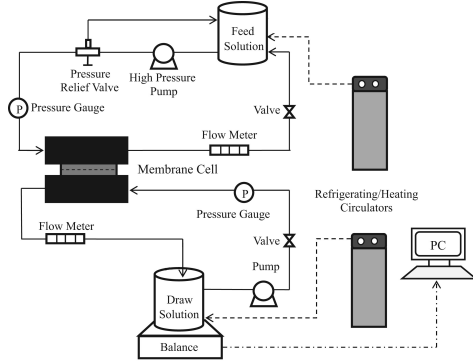 Feed
Solution
Pressure
Relief Valve
High Pressure
Pump
P
Pressure Gauge
Valve
Flow Meter
Membrane Cell
Refrigerating/Heating
Circulators
P
Pressure Gauge
Flow Meter
Valve
PC
Pump
Draw
Solution
Balance